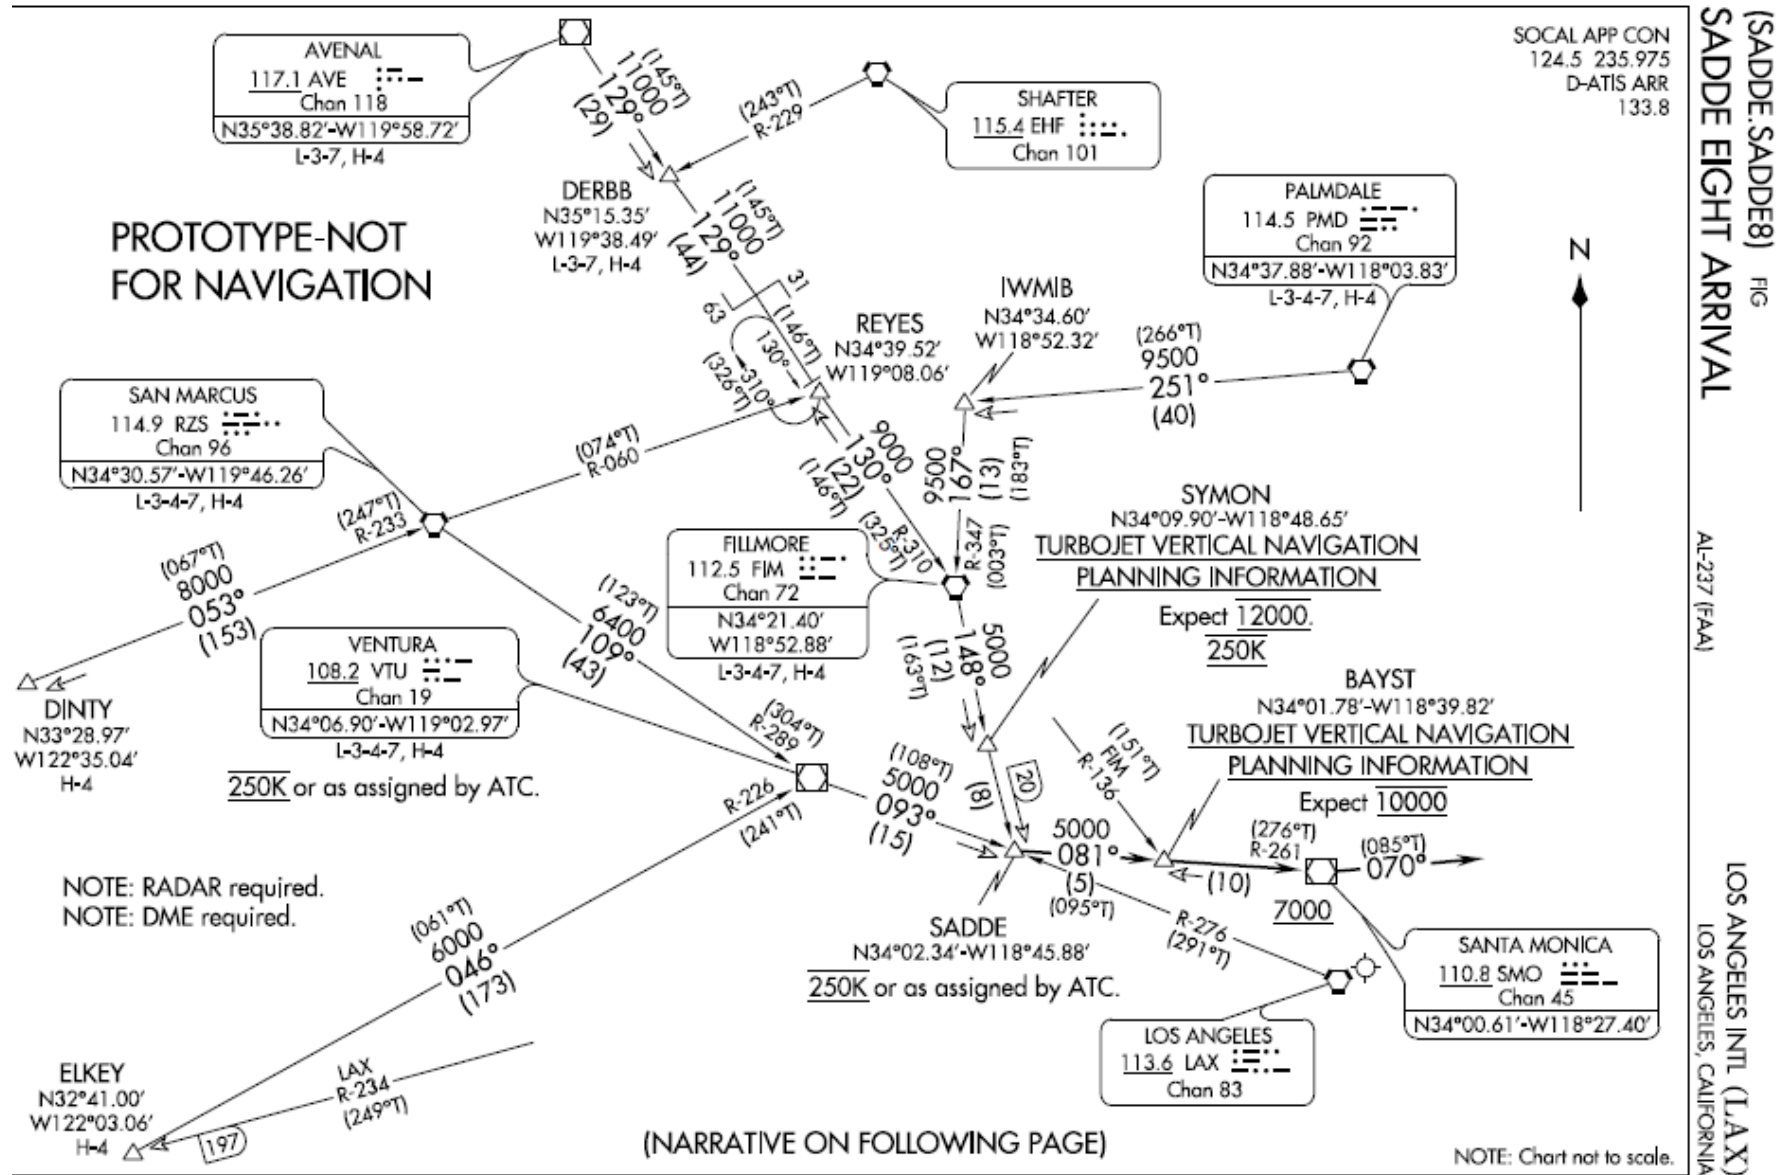 (SADDE.SADDE8) FIG
SADDE EIGHT ARRIVAL
AL-237 (FAA)
LOS ANGELES INTL (LAX)
LOS ANGELES, CALIFORNIA
SOCAL APP CON
124.5 235.975
D-ATIS ARR
133.8
AVENAL
117.1 AVE
Chan 118
N35°38.82'-W119°58.72'
L-3-7, H-4
(145°T)
11000
129°
(29)
(243°T)
R-229
SHAFTER
115.4 EHF
Chan 101
DERBB
N35°15.35'
W119°38.49'
L-3-7, H-4
(145°T)
11000
129°
(44)
PROTOTYPE-NOT
FOR NAVIGATION
PALMDALE
114.5 PMD
Chan 92
N34°37.88'-W118°03.83'
L-3-4-7, H-4
N
63
31
(146°T)
130°
310°
(326°T)
REYES
N34°39.52'
W119°08.06'
IWMIB
N34°34.60'
W118°52.32'
(266°T)
9500
251°
(40)
SAN MARCUS
114.9 RZS
Chan 96
N34°30.57'-W119°46.26'
L-3-4-7, H-4
(074°T)
R-060
9000
130°
(22)
(146°T)
R-310
(325°T)
9500
167°
(13)
(183°T)
R-347
(003°T)
(247°T)
R-233
(067°T)
8000
053°
(153)
DINTY
N33°28.97'
W122°35.04'
H-4
FILLMORE
112.5 FIM
Chan 72
N34°21.40'
W118°52.88'
L-3-4-7, H-4
SYMON
N34°09.90'-W118°48.65'
TURBOJET VERTICAL NAVIGATION
PLANNING INFORMATION
Expect 12000.
250K
(123°T)
6400
109°
(43)
(304°T)
R-289
VENTURA
108.2 VTU
Chan 19
N34°06.90'-W119°02.97'
L-3-4-7, H-4
250K or as assigned by ATC.
5000
148°
(12)
(163°T)
BAYST
N34°01.78'-W118°39.82'
TURBOJET VERTICAL NAVIGATION
PLANNING INFORMATION
Expect 10000
(151°T)
FIM
R-136
R-226
(241°T)
(108°T)
5000
093°
(15)
(8)
20
5000
081°
(5)
(095°T)
(276°T)
R-261
(10)
7000
(085°T)
070°
NOTE: RADAR required.
NOTE: DME required.
(061°T)
6000
046°
(173)
SADDE
N34°02.34'-W118°45.88'
250K or as assigned by ATC.
R-276
(291°T)
SANTA MONICA
110.8 SMO
Chan 45
N34°00.61'-W118°27.40'
LOS ANGELES
113.6 LAX
Chan 83
ELKEY
N32°41.00'
W122°03.06'
H-4
LAX
R-234
(249°T)
197
(NARRATIVE ON FOLLOWING PAGE)
NOTE: Chart not to scale.